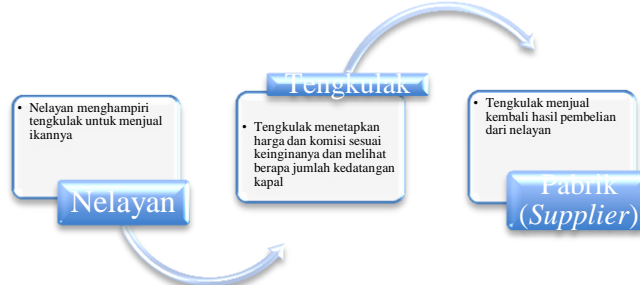 • Nelayan menghampiri
tengkulak untuk menjual
ikannya
Nelayan
Tengkulak
• Tengkulak menetapkan
harga dan komisi sesuai
keinginanya dan melihat
berapa jumlah kedatangan
kapal
• Tengkulak menjual
kembali hasil pembelian
dari nelayan
Pabrik
(Supplier)